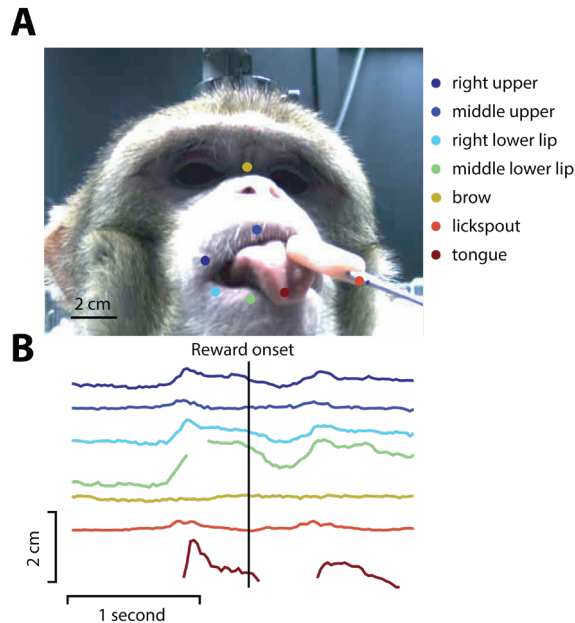 A
right upper
middle upper
right lower lip
middle lower lip
brow
lickspout
tongue
2 cm
B
Reward onset
2 cm
1 second